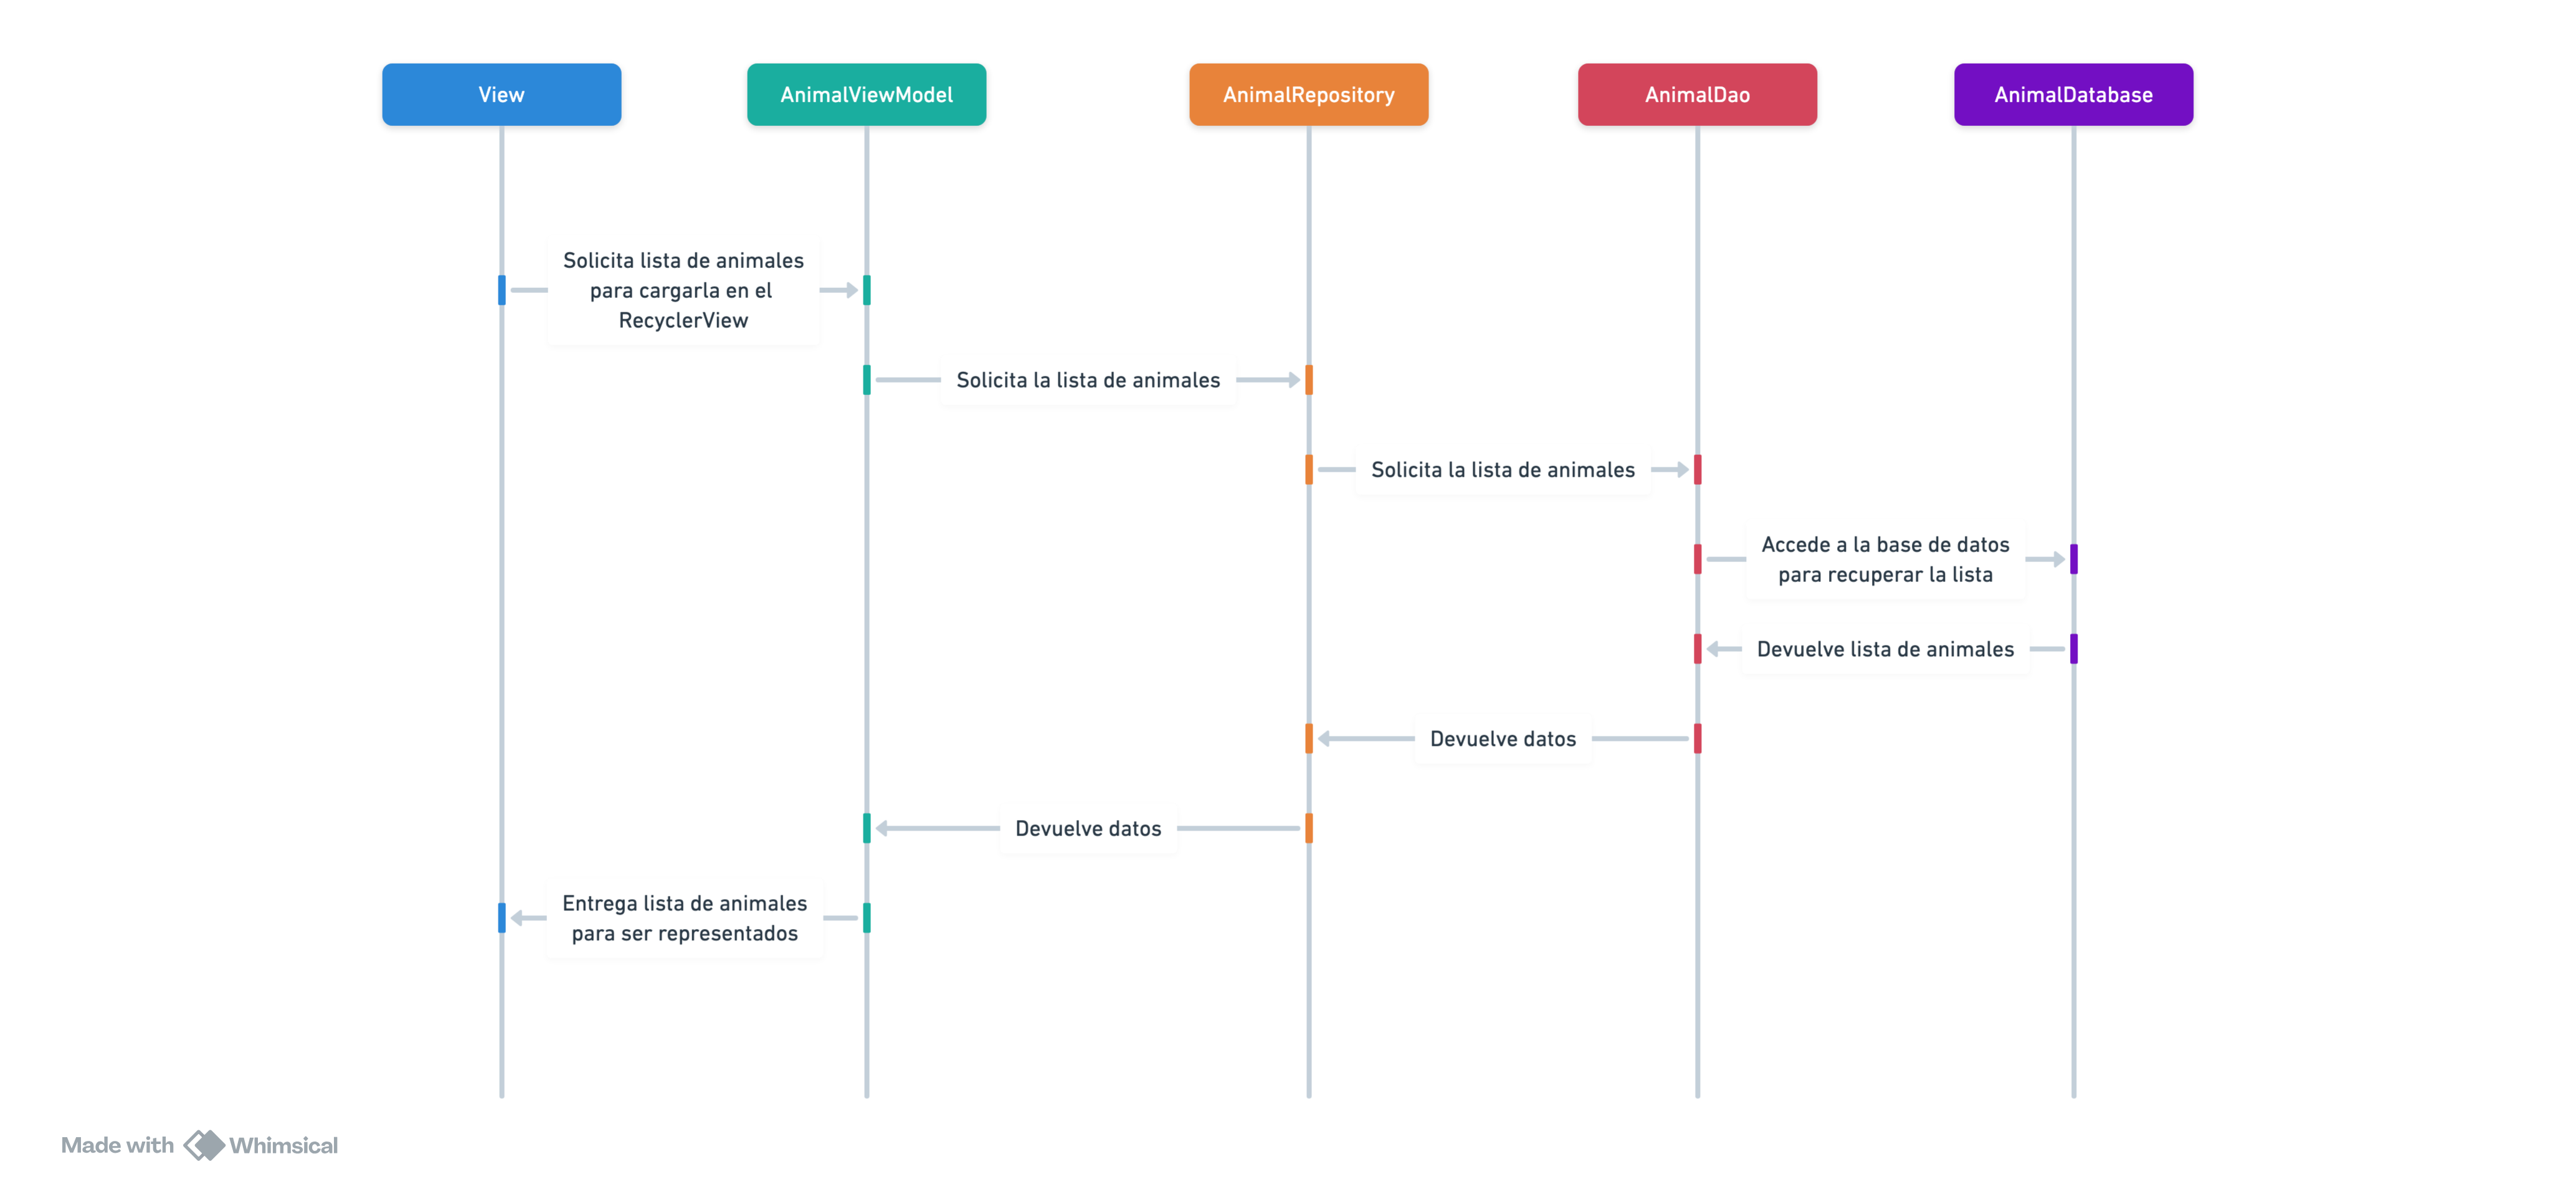 View
AnimalViewModel
AnimalRepository
AnimalDao
AnimalDatabase
Solicita lista de animales
para cargarla en el
RecyclerView
Solicita la lista de animales
Solicita la lista de animales
Accede a la base de datos
para recuperar la lista
Devuelve lista de animales
Devuelve datos
Devuelve datos
Entrega lista de animales
para ser representados
Made with Whimsical